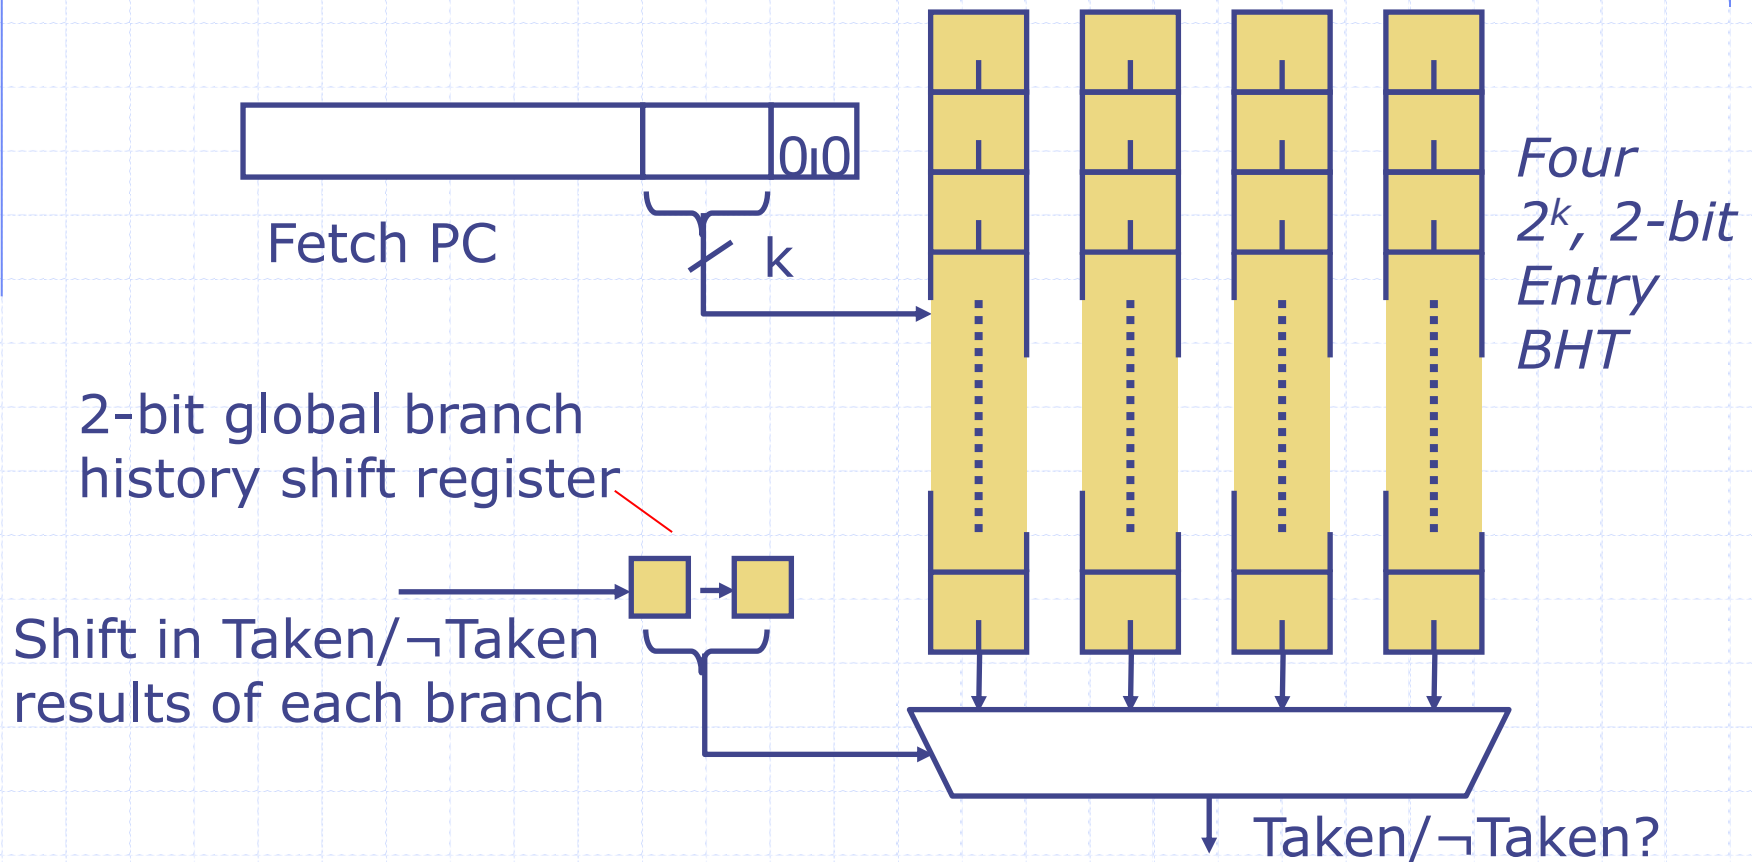 0 0
Fetch PC
k
Four
2ᵏ, 2-bit
Entry
BHT
2-bit global branch
history shift register
Shift in Taken/¬Taken
results of each branch
Taken/¬Taken?